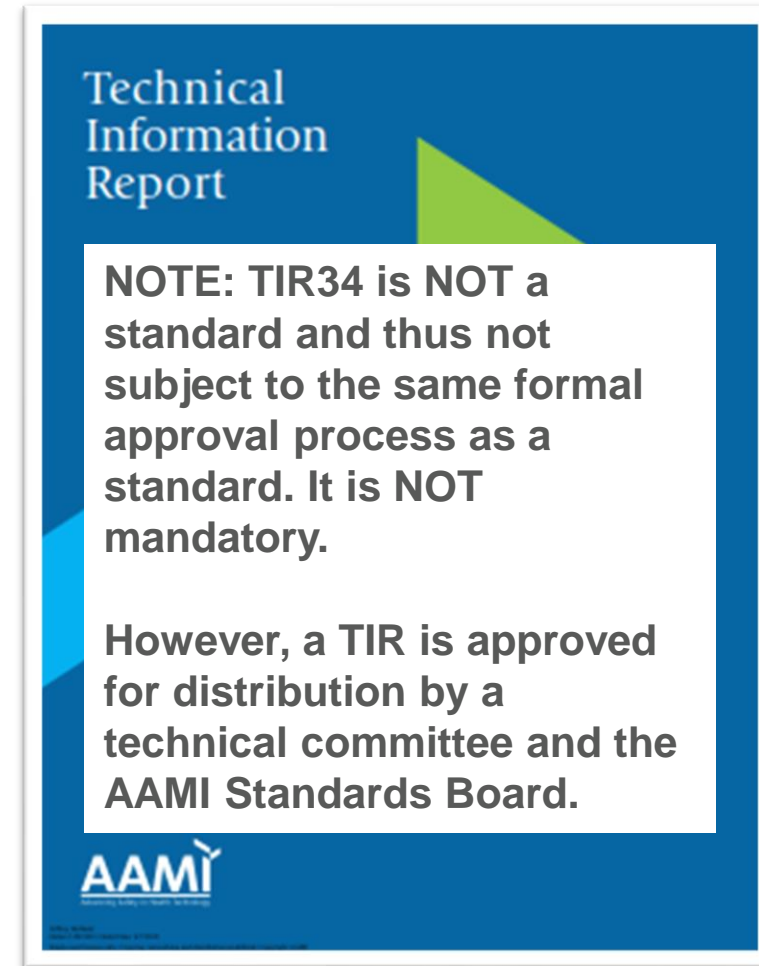 Technical
Information
Report
NOTE: TIR34 is NOT a
standard and thus not
subject to the same formal
approval process as a
standard. It is NOT
mandatory.
However, a TIR is approved
for distribution by a
technical committee and the
AAMI Standards Board.
AAMI